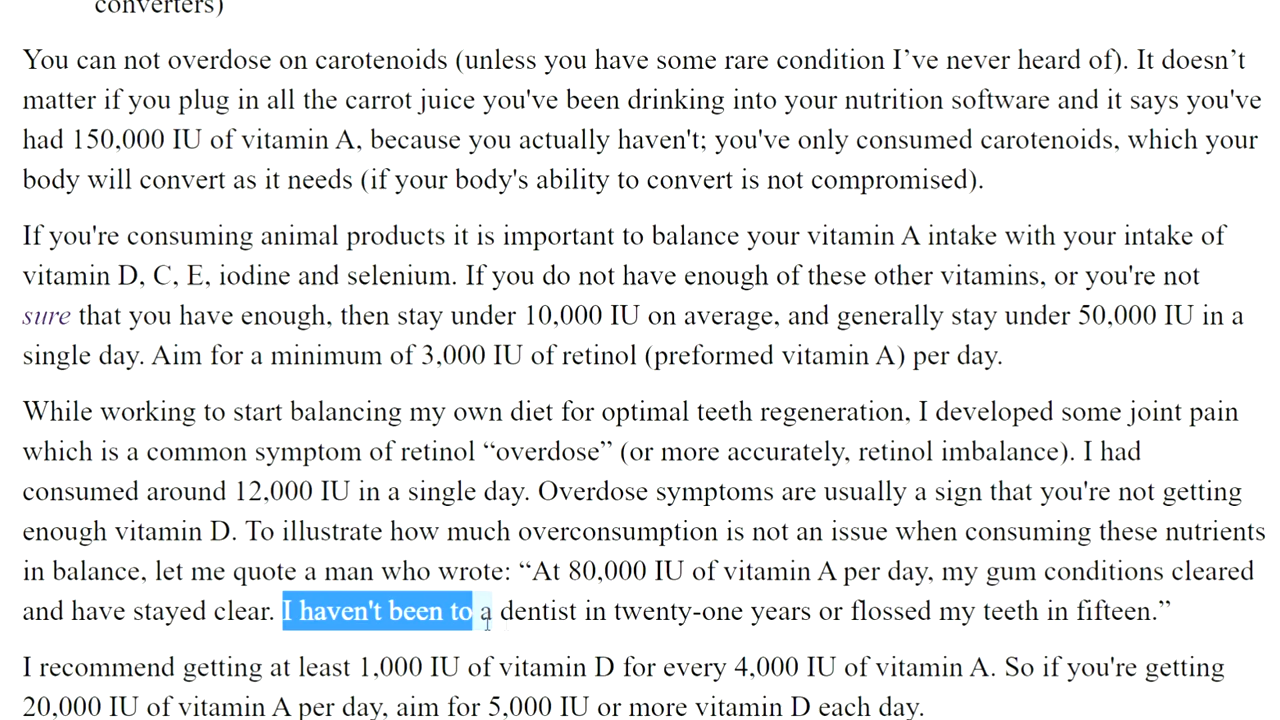 converters)
You can not overdose on carotenoids (unless you have some rare condition I’ve never heard of). It doesn’t
matter if you plug in all the carrot juice you've been drinking into your nutrition software and it says you've
had 150,000 IU of vitamin A, because you actually haven't; you've only consumed carotenoids, which your
body will convert as it needs (if your body's ability to convert is not compromised).
If you're consuming animal products it is important to balance your vitamin A intake with your intake of
vitamin D, C, E, iodine and selenium. If you do not have enough of these other vitamins, or you're not
sure that you have enough, then stay under 10,000 IU on average, and generally stay under 50,000 IU in a
single day. Aim for a minimum of 3,000 IU of retinol (preformed vitamin A) per day.
While working to start balancing my own diet for optimal teeth regeneration, I developed some joint pain
which is a common symptom of retinol “overdose” (or more accurately, retinol imbalance). I had
consumed around 12,000 IU in a single day. Overdose symptoms are usually a sign that you're not getting
enough vitamin D. To illustrate how much overconsumption is not an issue when consuming these nutrients
in balance, let me quote a man who wrote: “At 80,000 IU of vitamin A per day, my gum conditions cleared
and have stayed clear. I haven't been to a dentist in twenty-one years or flossed my teeth in fifteen.”
I recommend getting at least 1,000 IU of vitamin D for every 4,000 IU of vitamin A. So if you're getting
20,000 IU of vitamin A per day, aim for 5,000 IU or more vitamin D each day.